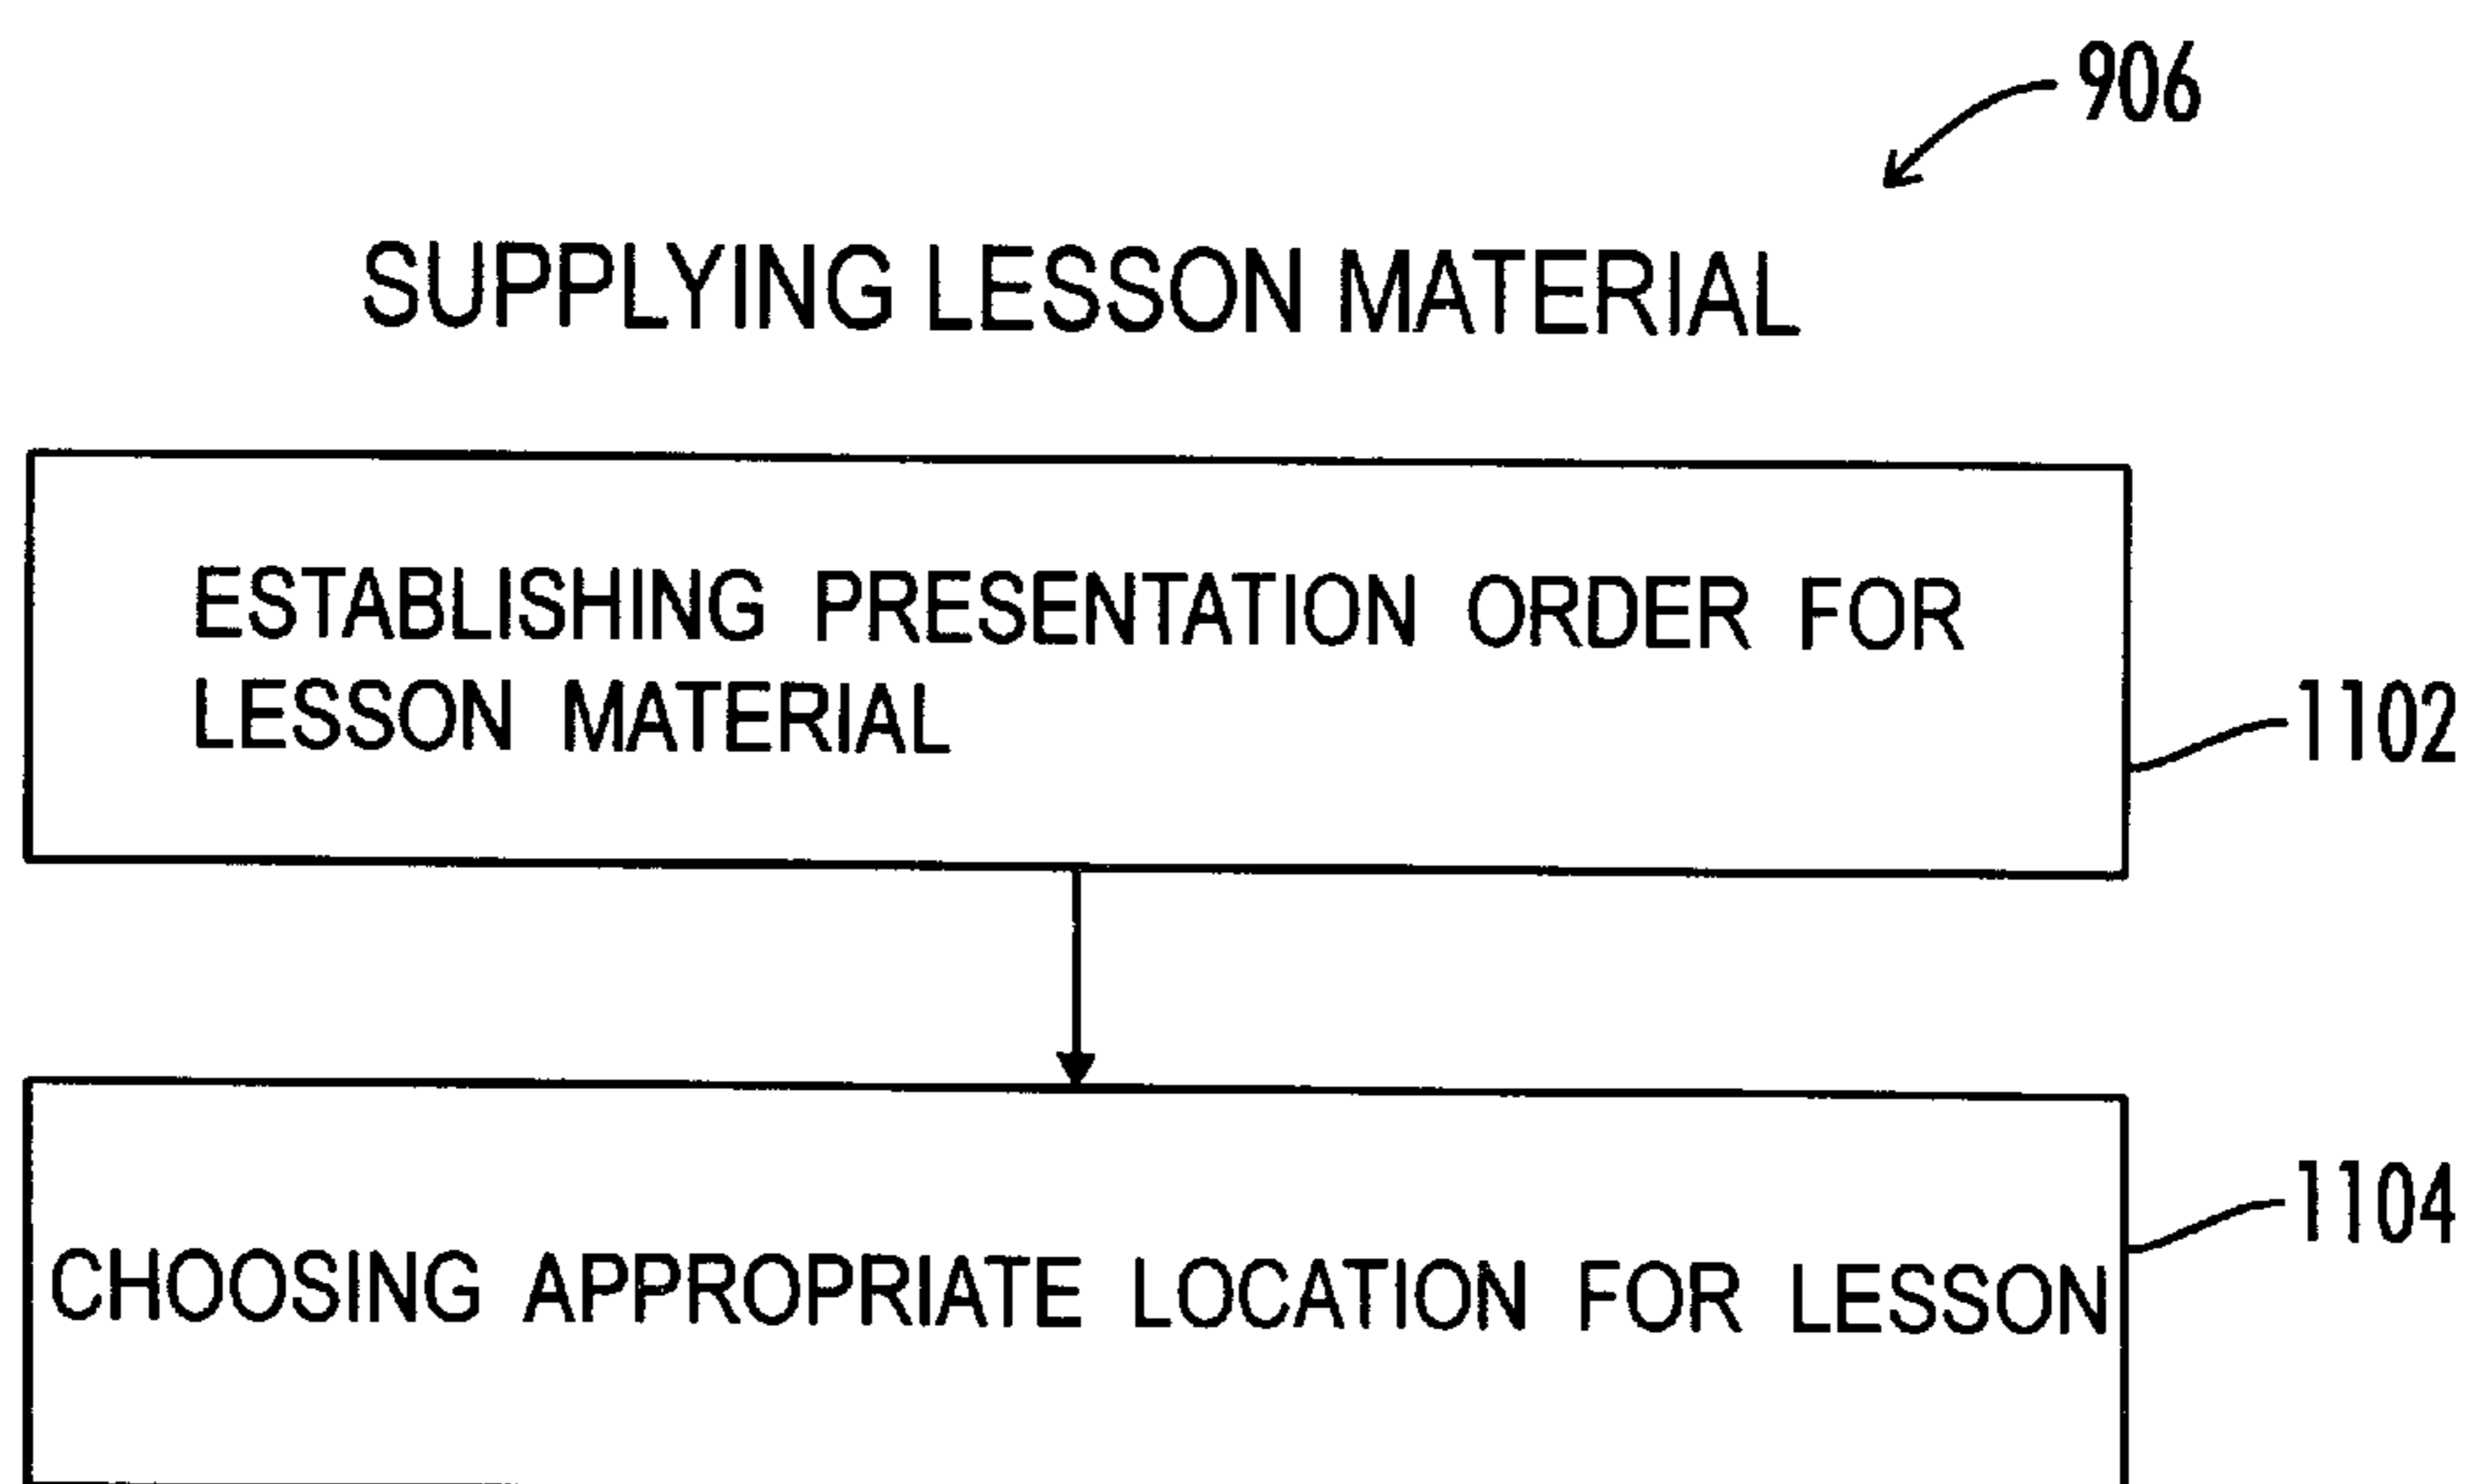 906
SUPPLYING LESSON MATERIAL
ESTABLISHING PRESENTATION ORDER FOR
LESSON MATERIAL
1102
1104
CHOOSING APPROPRIATE LOCATION FOR LESSON